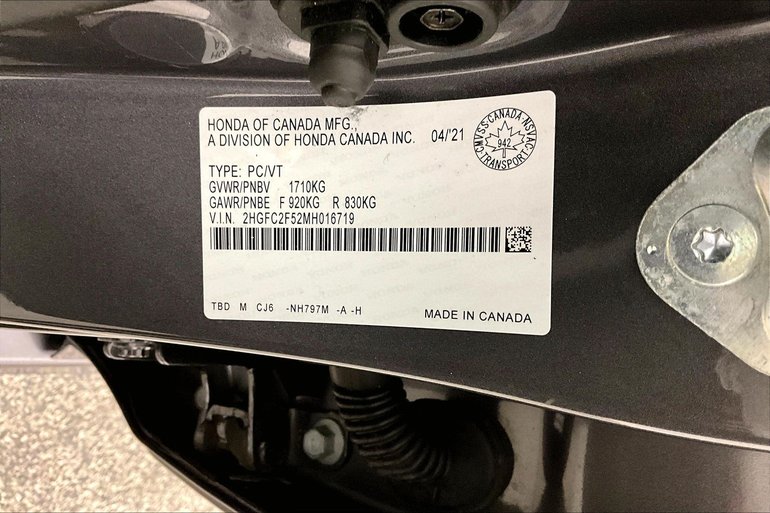 HONDA OF CANADA MFG.,
A DIVISION OF HONDA CANADA INC. 04/'21
CMVSS·CANADA·NSVAC
942
·TRANSPORT·
TYPE: PC/VT
GVWR/PNBV 1710KG
GAWR/PNBE F 920KG R 830KG
V.I.N. 2HGFC2F52MH016719
TBD M CJ6 -NH797M -A -H
MADE IN CANADA